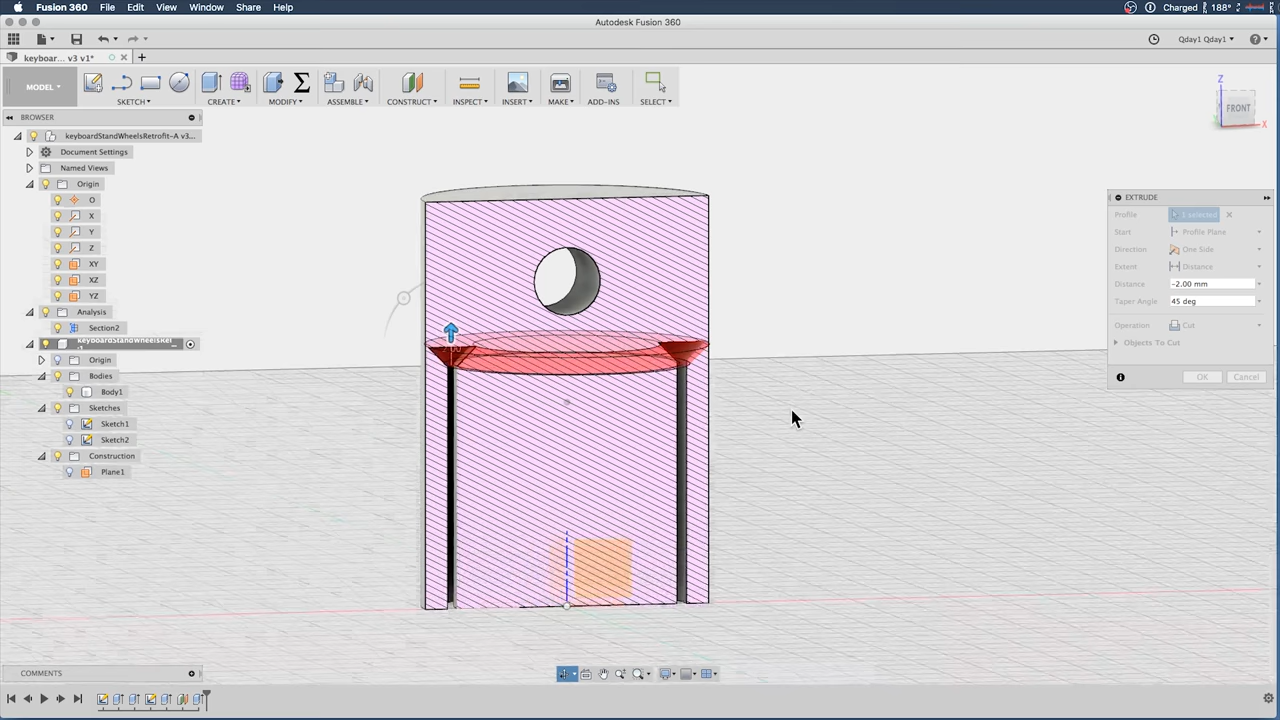 Fusion 360 File Edit View Window Share Help Charged 188°
Autodesk Fusion 360
Qday1 Qday1
keyboar... v3 v1*
MODEL SKETCH CREATE MODIFY ASSEMBLE CONSTRUCT INSPECT INSERT MAKE ADD-INS SELECT
BROWSER
keyboardStandWheelsRetrofit-A v3...
Document Settings
Named Views
Origin
O
X
Y
Z
XY
XZ
YZ
Analysis
Section2
Origin
Bodies
Body1
Sketches
Sketch1
Sketch2
Construction
Plane1
Z
FRONT
X
EXTRUDE
Profile 1 selected
Start Profile Plane
Direction One Side
Extent Distance
Distance -2.00 mm
Taper Angle 45 deg
Operation Cut
Objects To Cut
OK Cancel
COMMENTS